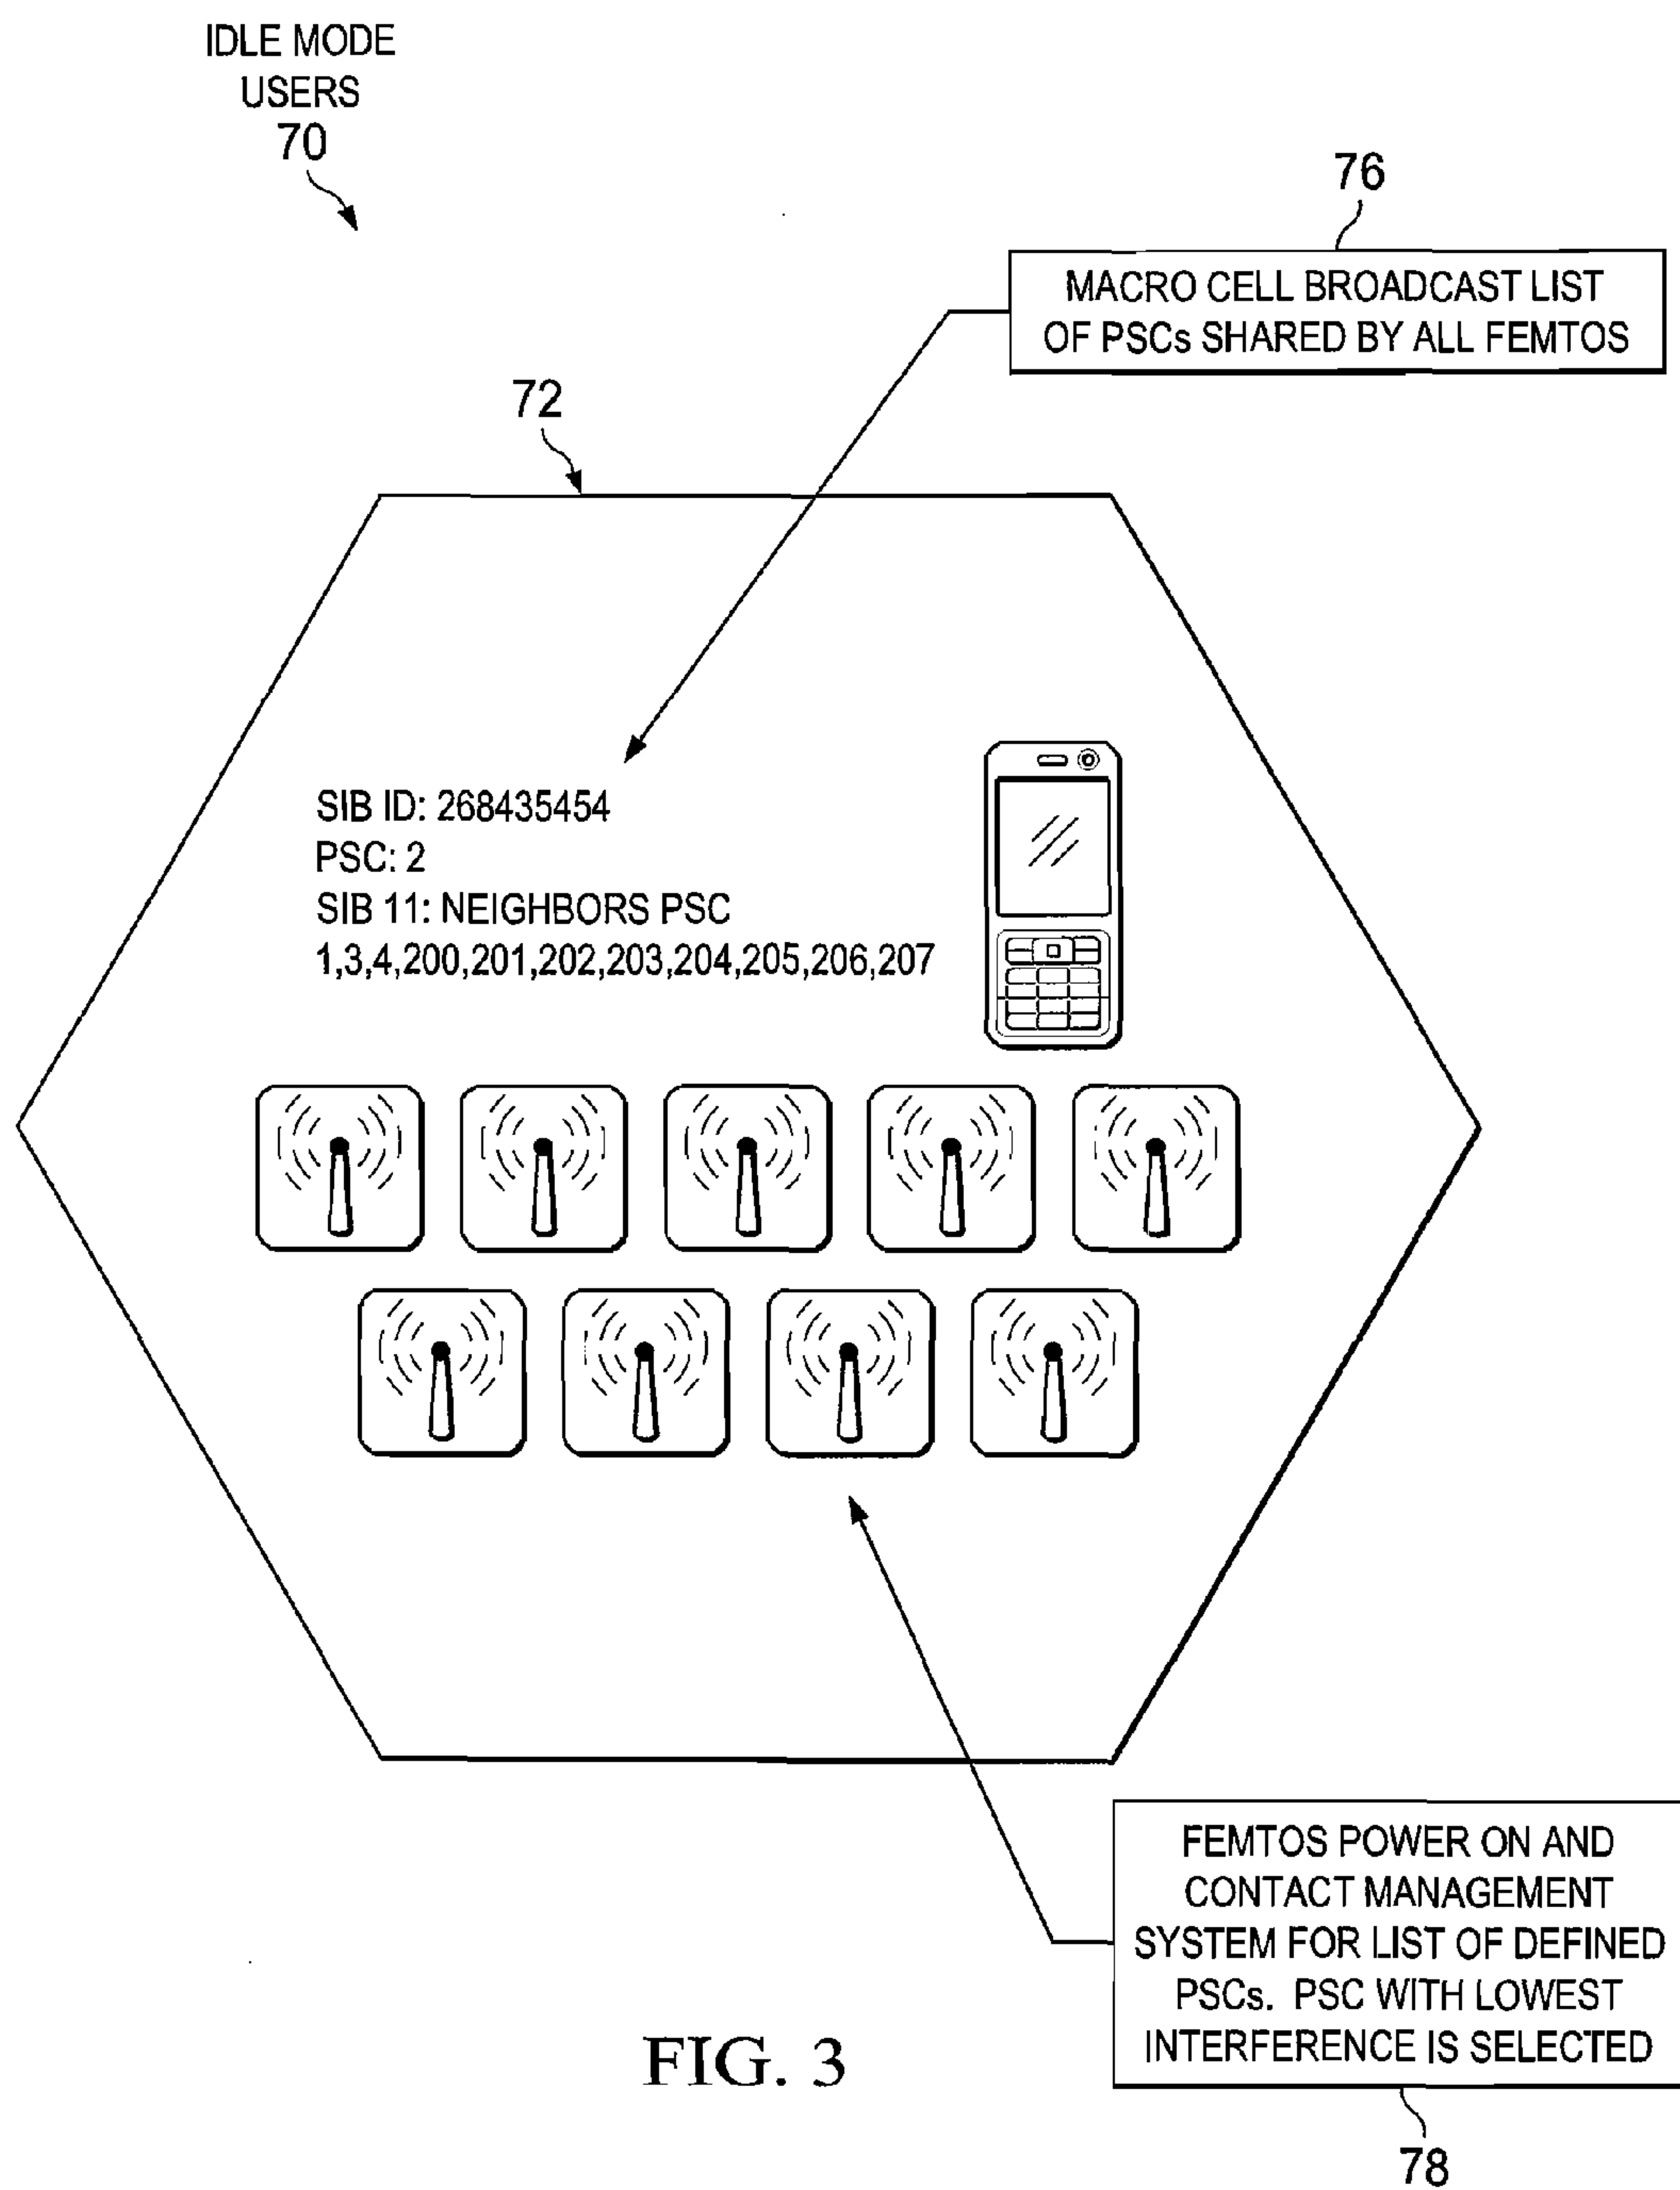 IDLE MODE
USERS
70
76
MACRO CELL BROADCAST LIST
OF PSCs SHARED BY ALL FEMTOS
72
SIB ID: 268435454
PSC: 2
SIB 11: NEIGHBORS PSC
1,3,4,200,201,202,203,204,205,206,207
FEMTOS POWER ON AND
CONTACT MANAGEMENT
SYSTEM FOR LIST OF DEFINED
PSCs. PSC WITH LOWEST
INTERFERENCE IS SELECTED
78
FIG. 3